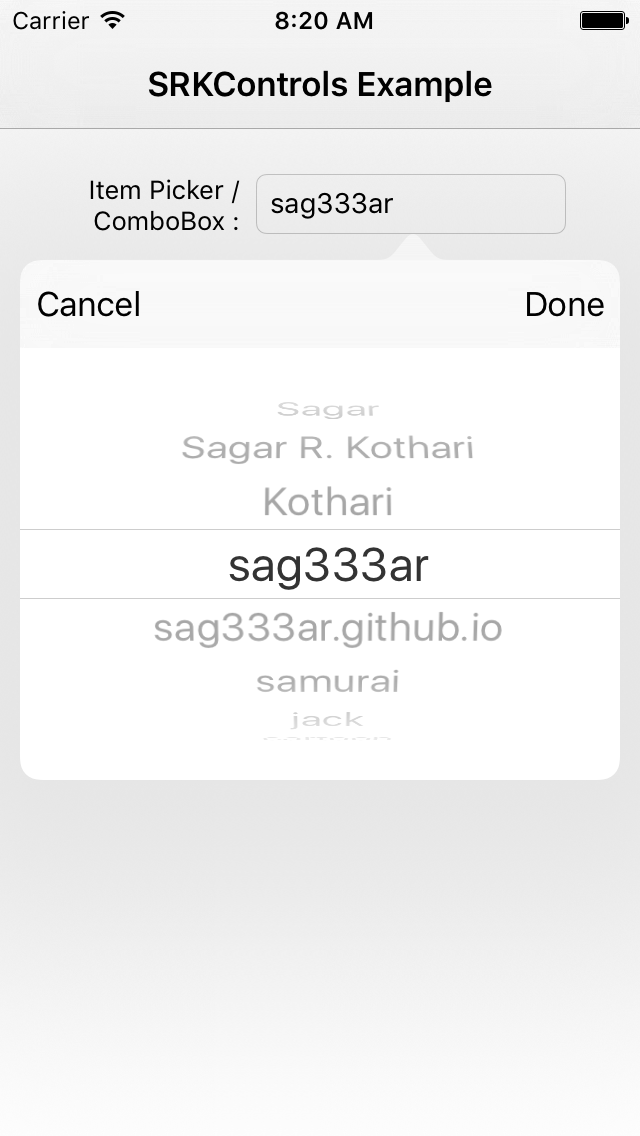 Carrier 8:20 AM
SRKControls Example
Item Picker /
ComboBox :
sag333ar
Cancel Done
Sagar
Sagar R. Kothari
Kothari
sag333ar
sag333ar.github.io
samurai
jack